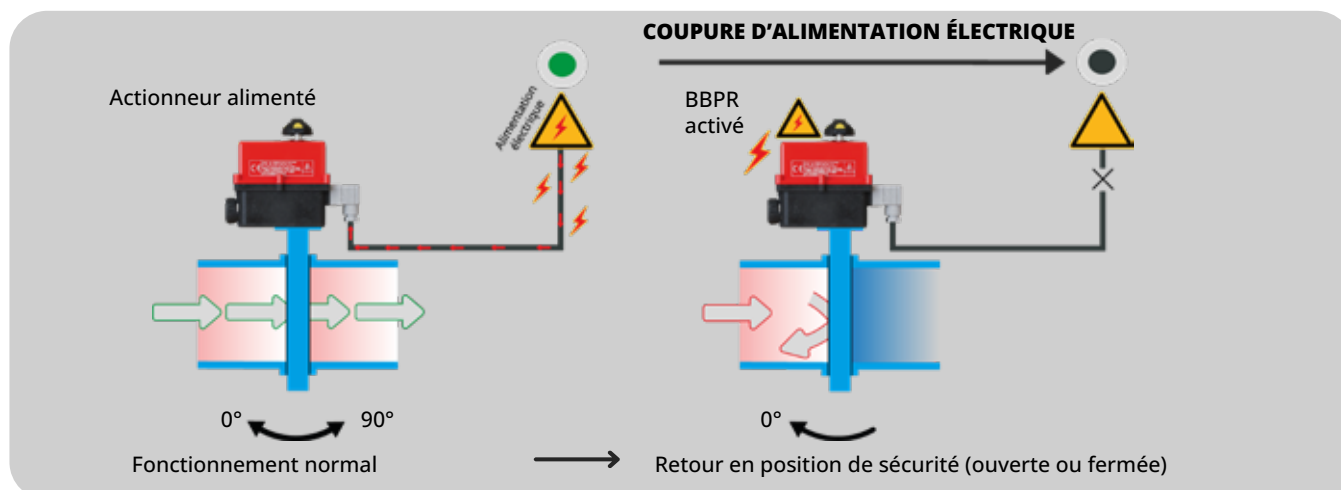 COUPURE D’ALIMENTATION ÉLECTRIQUE
Actionneur alimenté
Alimentation
électrique
BBPR
activé
0°
90°
0°
Fonctionnement normal
Retour en position de sécurité (ouverte ou fermée)